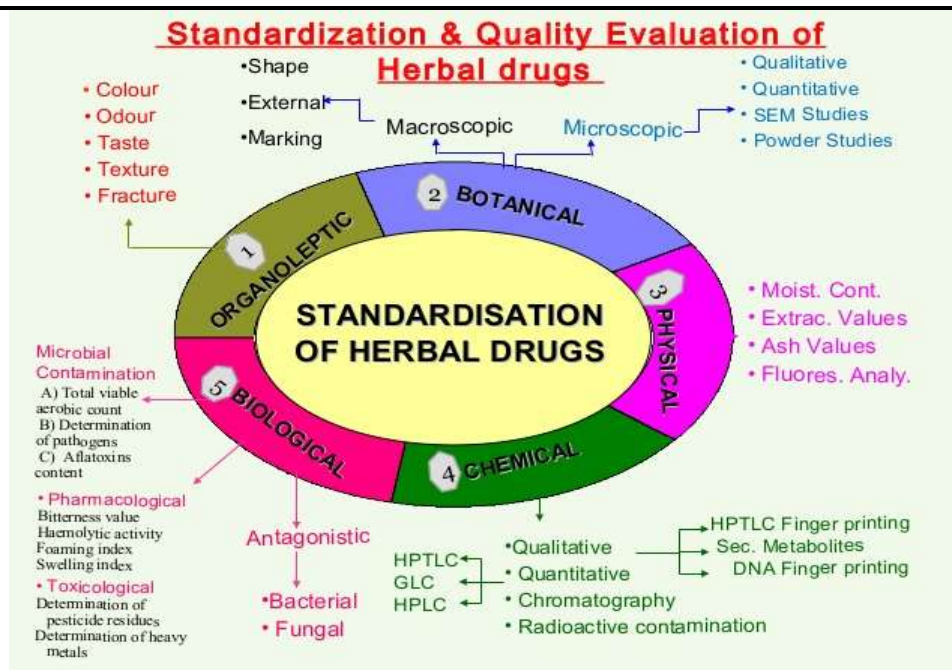 Standardization & Quality Evaluation of
Herbal drugs
• Colour
• Odour
• Taste
• Texture
• Fracture
•Shape
•External
•Marking
Macroscopic
Microscopic
• Qualitative
• Quantitative
• SEM Studies
• Powder Studies
1 ORGANOLEPTIC
2 BOTANICAL
3 PHYSICAL
4 CHEMICAL
5 BIOLOGICAL
STANDARDISATION
OF HERBAL DRUGS
• Moist. Cont.
• Extrac. Values
• Ash Values
• Fluores. Analy.
Microbial
Contamination
A) Total viable
aerobic count
B) Determination
of pathogens
C) Aflatoxins
content
• Pharmacological
Bitterness value
Haemolytic activity
Foaming index
Swelling index
• Toxicological
Determination of
pesticide residues
Determination of heavy
metals
Antagonistic
•Bacterial
• Fungal
HPTLC
GLC
HPLC
•Qualitative
• Quantitative
• Chromatography
• Radioactive contamination
HPTLC Finger printing
Sec. Metabolites
DNA Finger printing